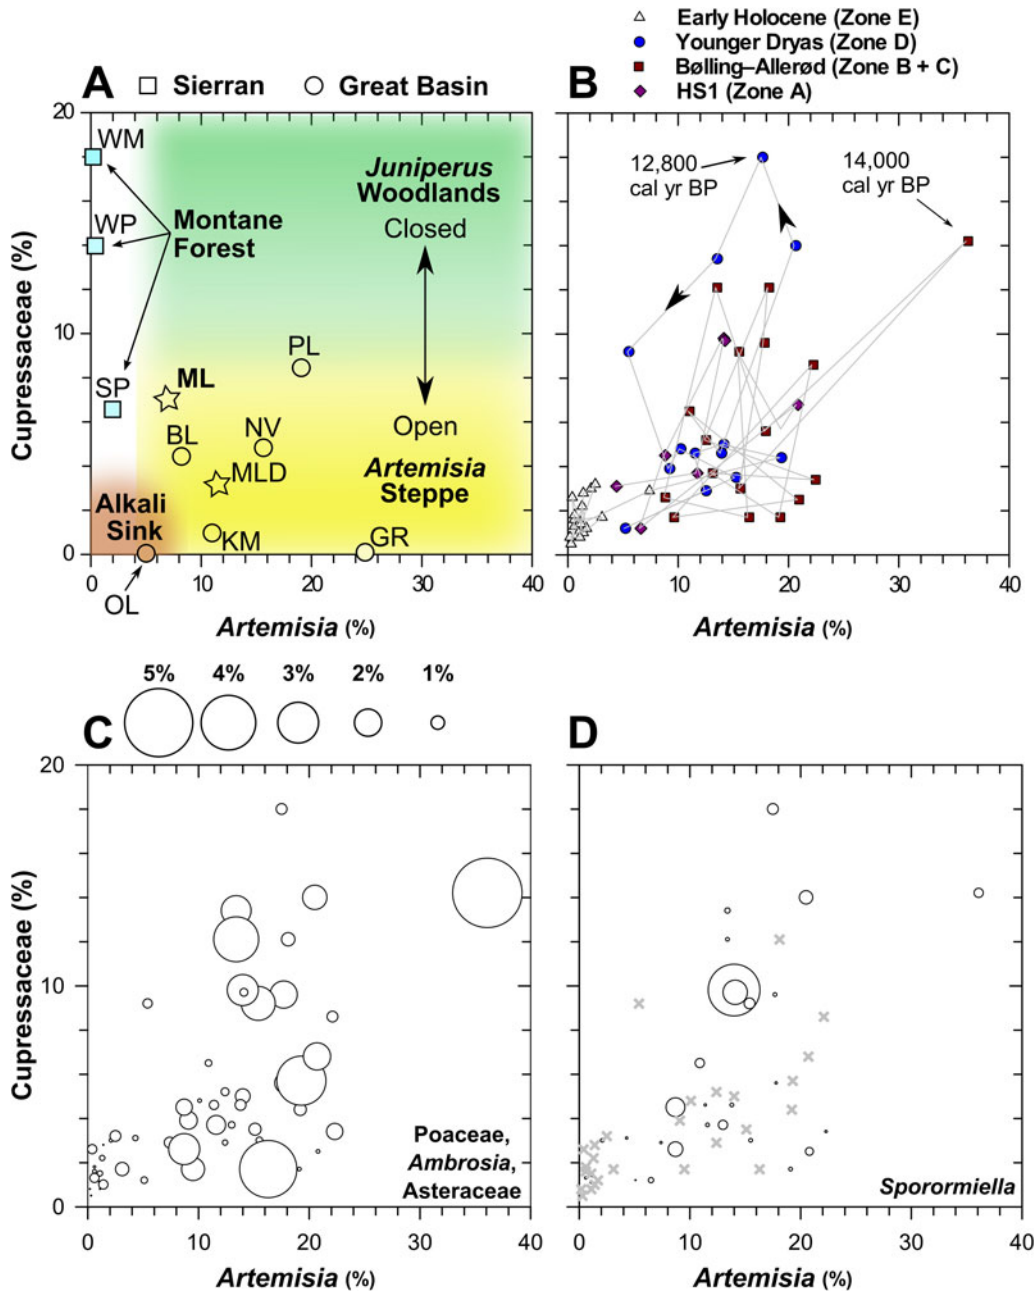 Early Holocene (Zone E)
Younger Dryas (Zone D)
Bølling–Allerød (Zone B + C)
HS1 (Zone A)
A
Sierran
Great Basin
B
20
WM
WP
SP
Montane
Forest
Juniperus
Woodlands
Closed
Open
Artemisia
Steppe
PL
ML
BL
NV
MLD
KM
GR
Alkali
Sink
OL
10
0
Cupressaceae (%)
0
10
20
30
40
Artemisia (%)
12,800
cal yr BP
14,000
cal yr BP
0
10
20
30
40
Artemisia (%)
5%
4%
3%
2%
1%
C
20
10
0
Cupressaceae (%)
Poaceae,
Ambrosia,
Asteraceae
0
10
20
30
40
Artemisia (%)
D
Sporormiella
0
10
20
30
40
Artemisia (%)